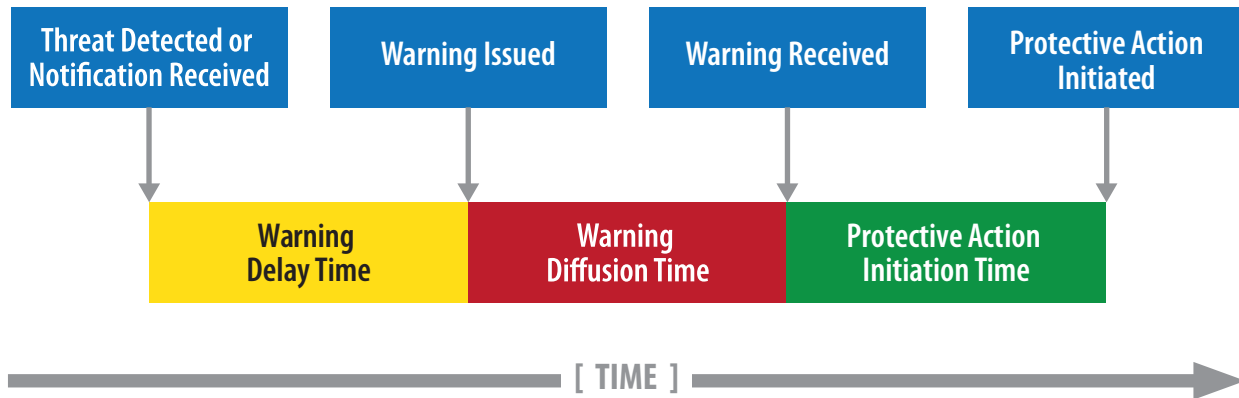 Threat Detected or
Notification Received
Warning Issued
Warning Received
Protective Action
Initiated
Warning
Delay Time
Warning
Diffusion Time
Protective Action
Initiation Time
[ TIME ]